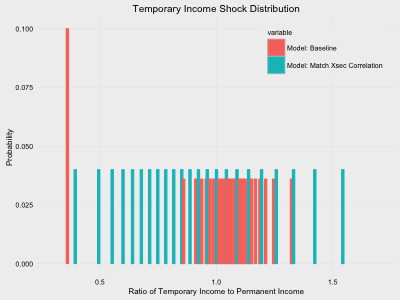 Temporary Income Shock Distribution
variable
Model: Baseline
Model: Match Xsec Correlation
Probability
0.100
0.075
0.050
0.025
0.000
0.5 1.0 1.5
Ratio of Temporary Income to Permanent Income